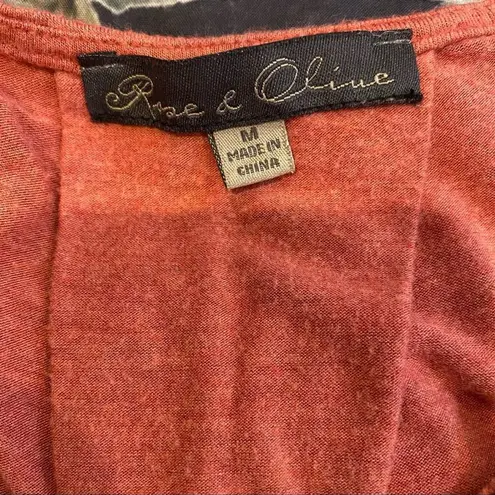 Rose & Olive
M
MADE IN
CHINA